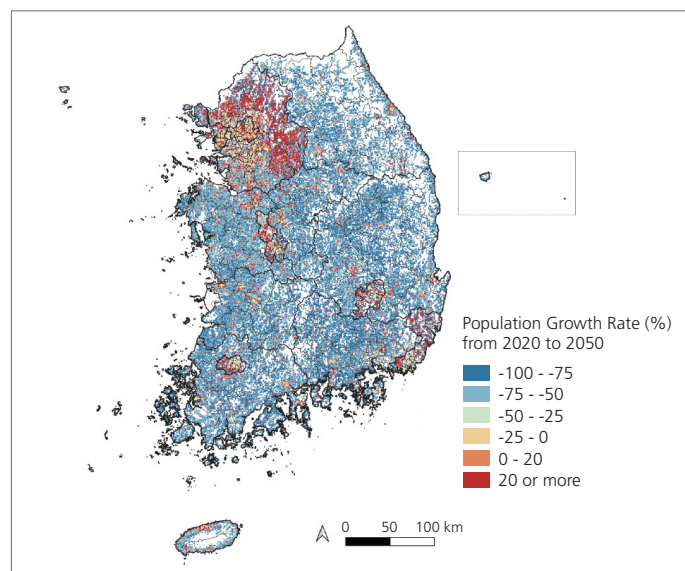 Population Growth Rate (%)
from 2020 to 2050
-100 - -75
-75 - -50
-50 - -25
-25 - 0
0 - 20
20 or more
0 50 100 km